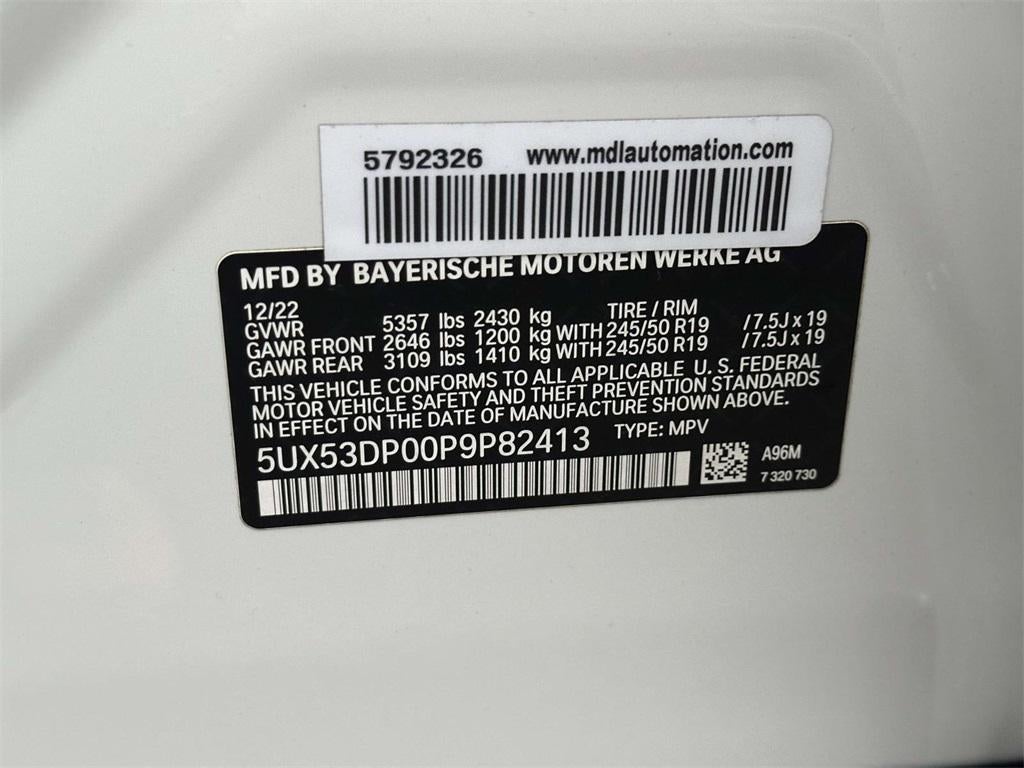 5792326 www.mdlautomation.com
MFD BY BAYERISCHE MOTOREN WERKE AG
12/22 TIRE / RIM
GVWR 5357 lbs 2430 kg
GAWR FRONT 2646 lbs 1200 kg WITH 245/50 R19 /7.5J x 19
GAWR REAR 3109 lbs 1410 kg WITH 245/50 R19 /7.5J x 19
THIS VEHICLE CONFORMS TO ALL APPLICABLE U. S. FEDERAL
MOTOR VEHICLE SAFETY AND THEFT PREVENTION STANDARDS
IN EFFECT ON THE DATE OF MANUFACTURE SHOWN ABOVE.
5UX53DP00P9P82413 TYPE: MPV
A96M
7 320 730